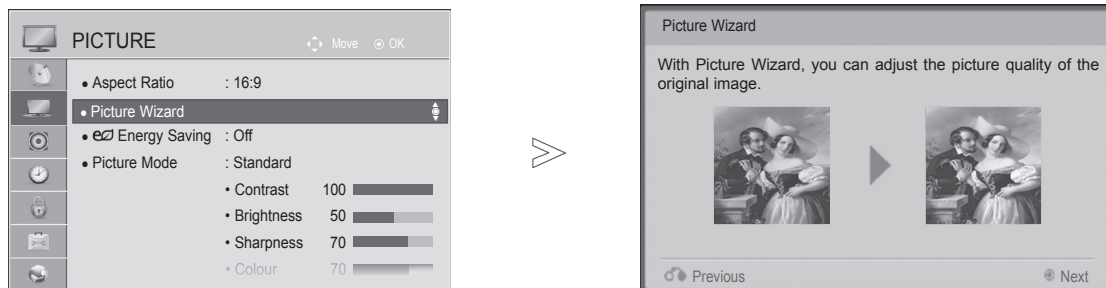 PICTURE
Move ⊙ OK
• Aspect Ratio : 16:9
• Picture Wizard
• Energy Saving : Off
• Picture Mode : Standard
• Contrast 100
• Brightness 50
• Sharpness 70
• Colour 70
Picture Wizard
With Picture Wizard, you can adjust the picture quality of the
original image.
Previous
Next